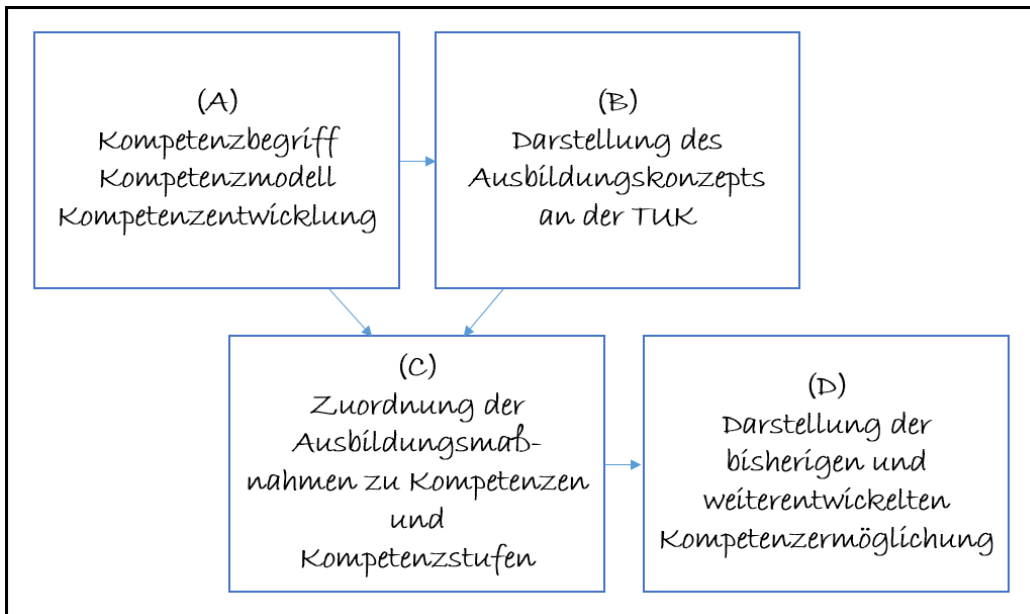 (A)
Kompetenzbegriff
Kompetenzmodell
Kompetenzentwicklung
(B)
Darstellung des
Ausbildungskonzepts
an der TUK
(C)
Zuordnung der
Ausbildungsmaß-
nahmen zu Kompetenzen
und
Kompetenzstufen
(D)
Darstellung der
bisherigen und
weiterentwickelten
Kompetenzermöglichung